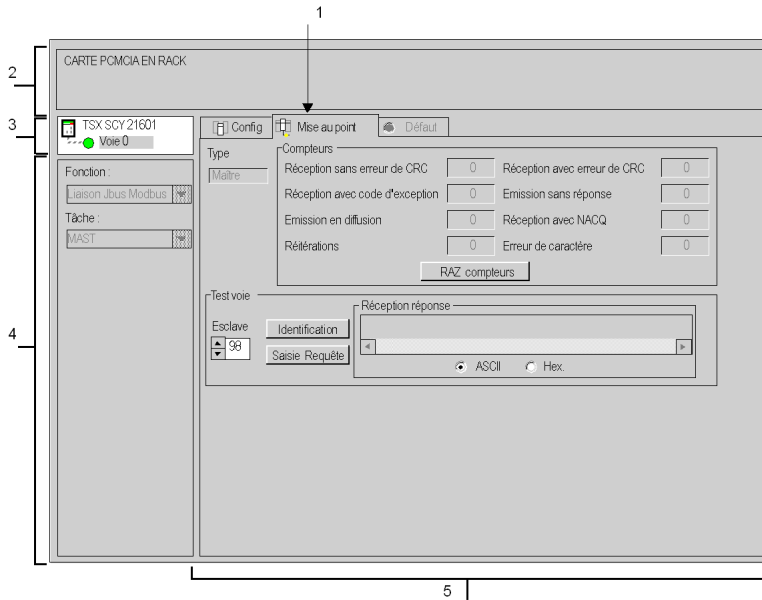 1
2
CARTE PCMCIA EN RACK
3
TSX SCY 21601
Voie 0
Config
Mise au point
Défaut
4
Fonction :
Liaison Jbus Modbus
Tâche :
MAST
Type
Maître
Compteurs
Réception sans erreur de CRC 0 Réception avec erreur de CRC 0
Réception avec code d'exception 0 Emission sans réponse 0
Emission en diffusion 0 Réception avec NACQ 0
Réitérations 0 Erreur de caractère 0
RAZ compteurs
Test voie
Esclave
98
Identification
Saisie Requête
Réception réponse
ASCII Hex.
5